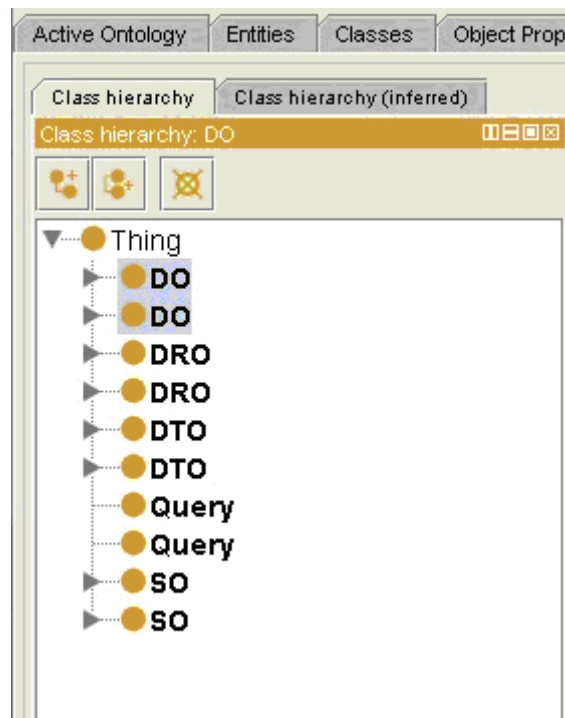 Active Ontology Entities Classes Object Prop
Class hierarchy Class hierarchy (inferred)
Class hierarchy: DO
Thing
DO
DO
DRO
DRO
DTO
DTO
Query
Query
SO
SO